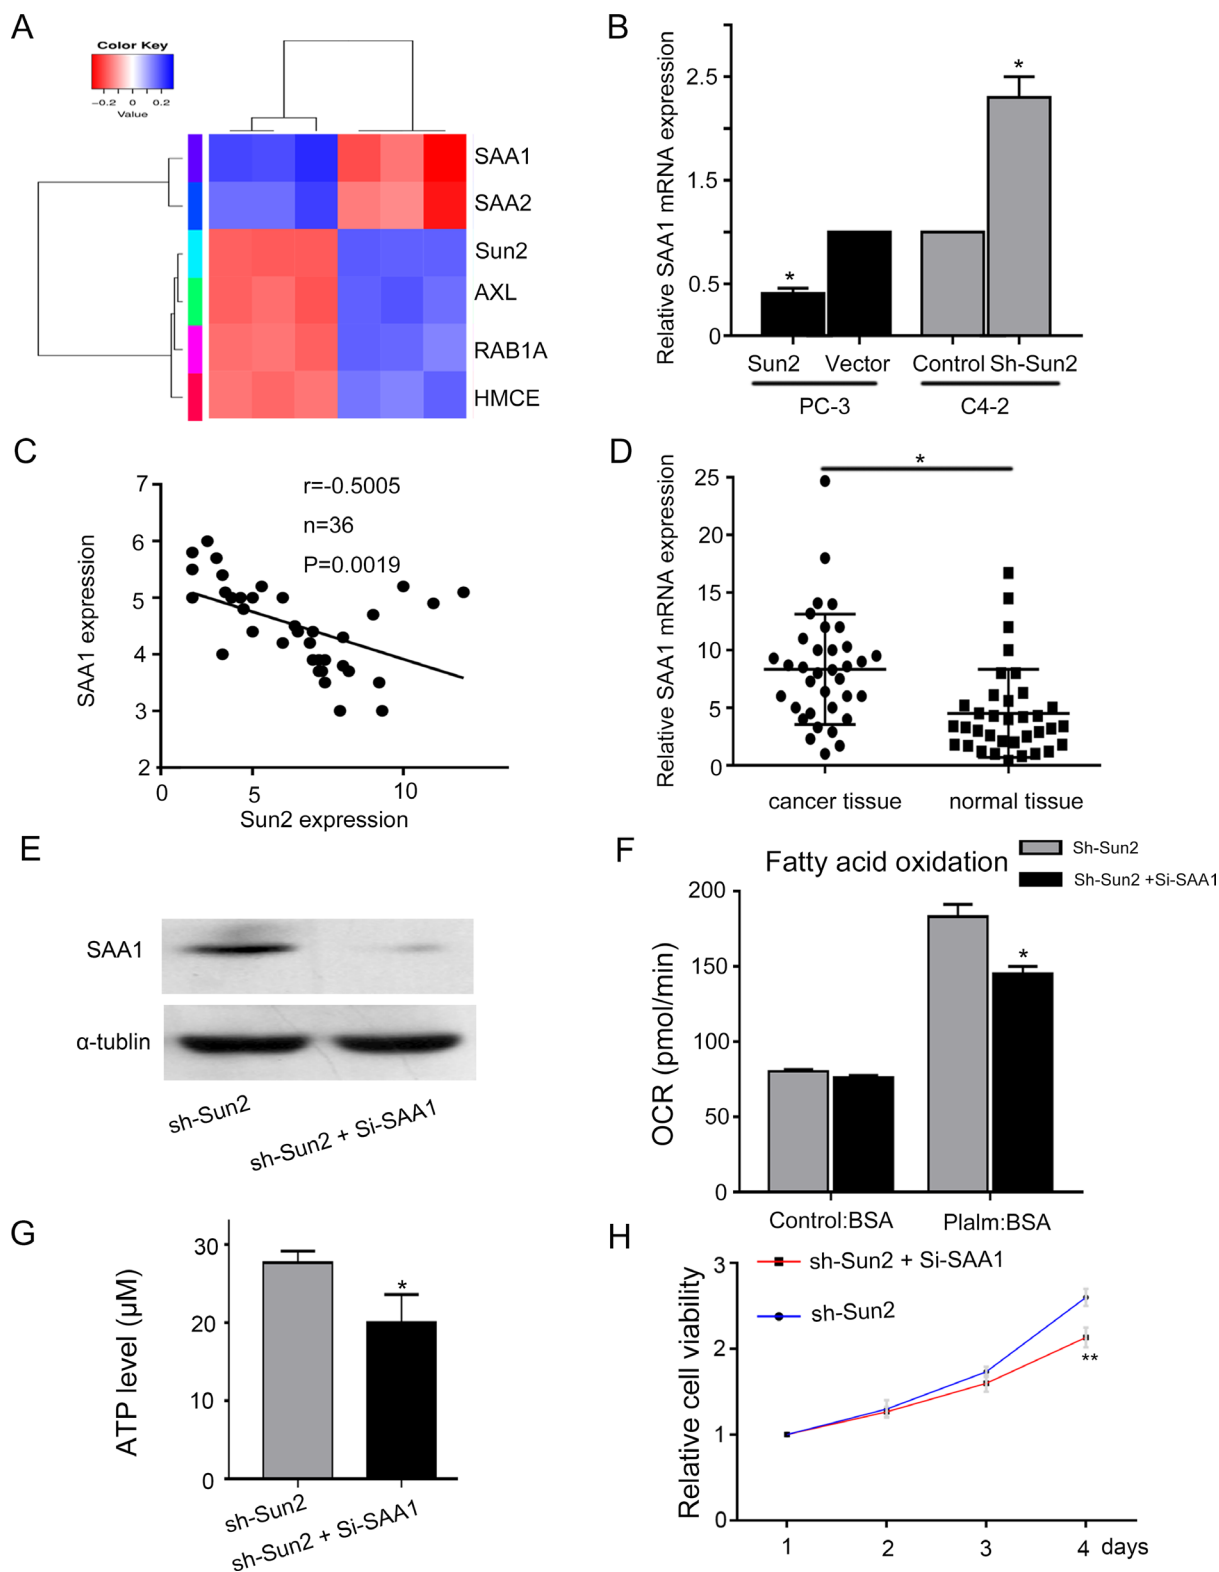 A
Color Key
−0.2 0 0.2
Value
SAA1
SAA2
Sun2
AXL
RAB1A
HMCE
B
Relative SAA1 mRNA expression
2.5
1.5
0.5
0
*
*
Sun2 Vector Control Sh-Sun2
PC-3 C4-2
C
SAA1 expression
7
6
5
4
3
2
r=-0.5005
n=36
P=0.0019
0 5 10
Sun2 expression
D
Relative SAA1 mRNA expression
25
20
15
10
5
0
*
cancer tissue normal tissue
E
SAA1
α-tublin
sh-Sun2
sh-Sun2 + Si-SAA1
F
Fatty acid oxidation
Sh-Sun2
Sh-Sun2 +Si-SAA1
OCR (pmol/min)
200
150
100
50
0
*
Control:BSA Plalm:BSA
G
ATP level (μM)
30
20
10
0
*
sh-Sun2
sh-Sun2 + Si-SAA1
H
Relative cell viability
3
2
1
0
sh-Sun2 + Si-SAA1
sh-Sun2
**
1 2 3 4 days